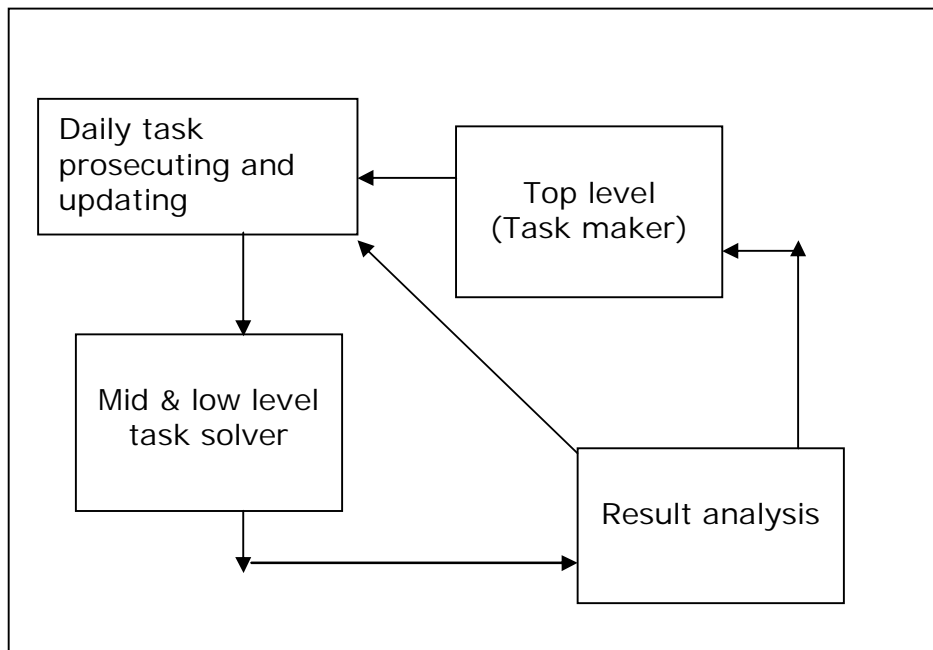 Daily task
prosecuting and
updating
Top level
(Task maker)
Mid & low level
task solver
Result analysis